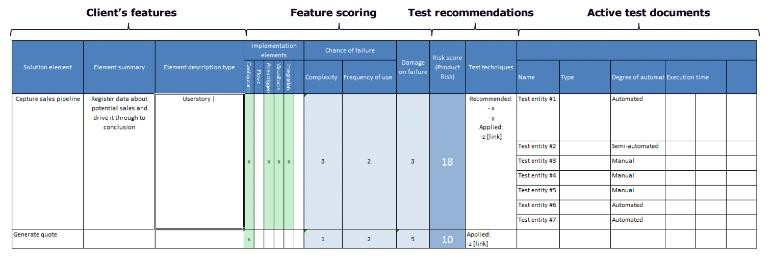 Client's features
Feature scoring
Test recommendations
Active test documents
Solution element
Element summary
Element description type
Implementation elements
Chance of failure
Complexity
Frequency of use
Damage on failure
Risk score (Product Risk)
Test techniques
Name
Type
Degree of automat
Execution time
Capture sales pipeline
Register data about
potential sales and
drive it through to
conclusion
Userstory |
x
x
x
x
3
2
3
18
Recommended:
- x
- y
Applied:
-z [link]
Test entity #1
Automated
Test entity #2
Semi-automated
Test entity #3
Manual
Test entity #4
Manual
Test entity #5
Manual
Test entity #6
Automated
Test entity #7
Automated
Generate quote
x
1
2
5
10
Applied:
-z [link]